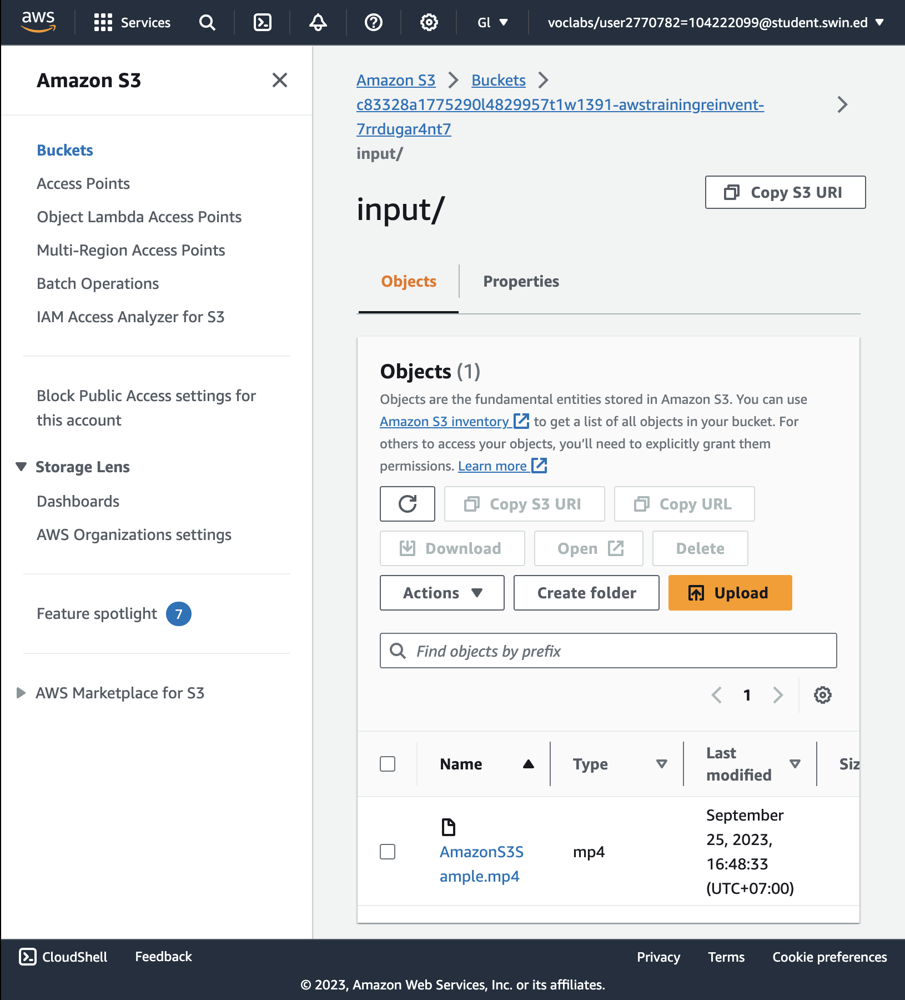 aws
Services
Gl
voclabs/user2770782=104222099@student.swin.ed
Amazon S3
Buckets
Access Points
Object Lambda Access Points
Multi-Region Access Points
Batch Operations
IAM Access Analyzer for S3
Block Public Access settings for
this account
Storage Lens
Dashboards
AWS Organizations settings
Feature spotlight 7
AWS Marketplace for S3
Amazon S3 > Buckets >
c83328a1775290l4829957t1w1391-awstrainingreinvent-
7rrdugar4nt7
input/
input/
Copy S3 URI
Objects
Properties
Objects (1)
Objects are the fundamental entities stored in Amazon S3. You can use
Amazon S3 inventory to get a list of all objects in your bucket. For
others to access your objects, you’ll need to explicitly grant them
permissions. Learn more
Copy S3 URI
Copy URL
Download
Open
Delete
Actions
Create folder
Upload
Find objects by prefix
1
Name
Type
Last
modified
Siz
AmazonS3S
ample.mp4
mp4
September
25, 2023,
16:48:33
(UTC+07:00)
CloudShell
Feedback
Privacy
Terms
Cookie preferences
© 2023, Amazon Web Services, Inc. or its affiliates.